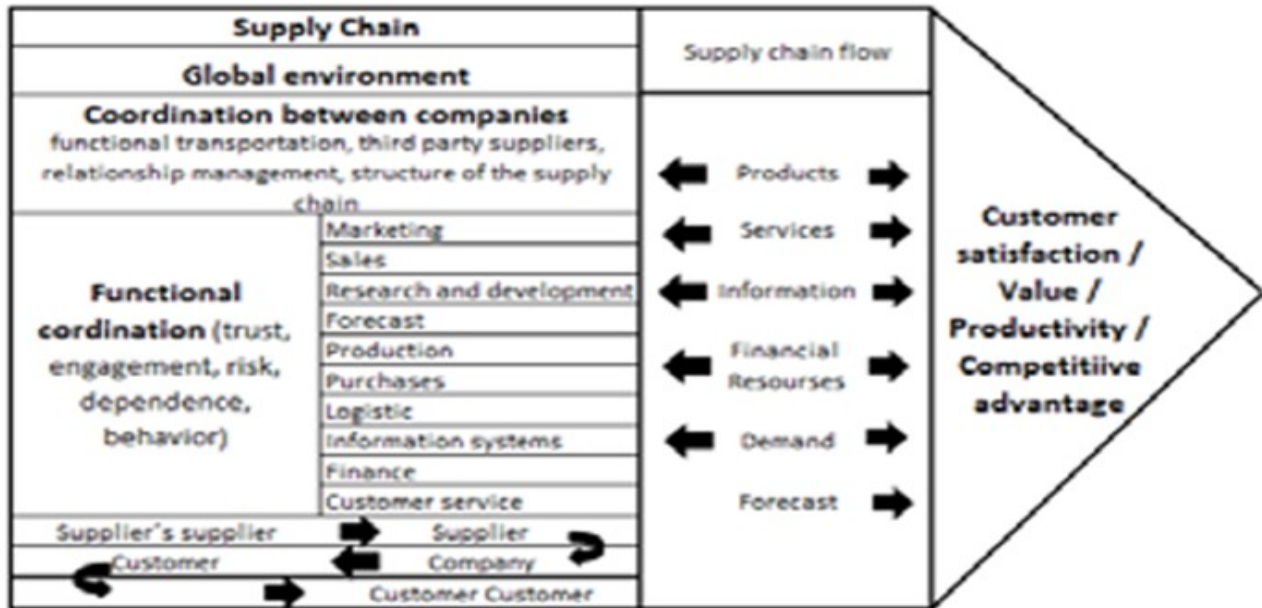 Supply Chain
Global environment
Coordination between companies
functional transportation, third party suppliers,
relationship management, structure of the supply
chain
Functional
cordination (trust,
engagement, risk,
dependence,
behavior)
Marketing
Sales
Research and development
Forecast
Production
Purchases
Logistic
Information systems
Finance
Customer service
Supplier's supplier
Supplier
Customer
Company
Customer Customer
Supply chain flow
Products
Services
Information
Financial
Resourses
Demand
Forecast
Customer
satisfaction /
Value /
Productivity /
Competitiive
advantage